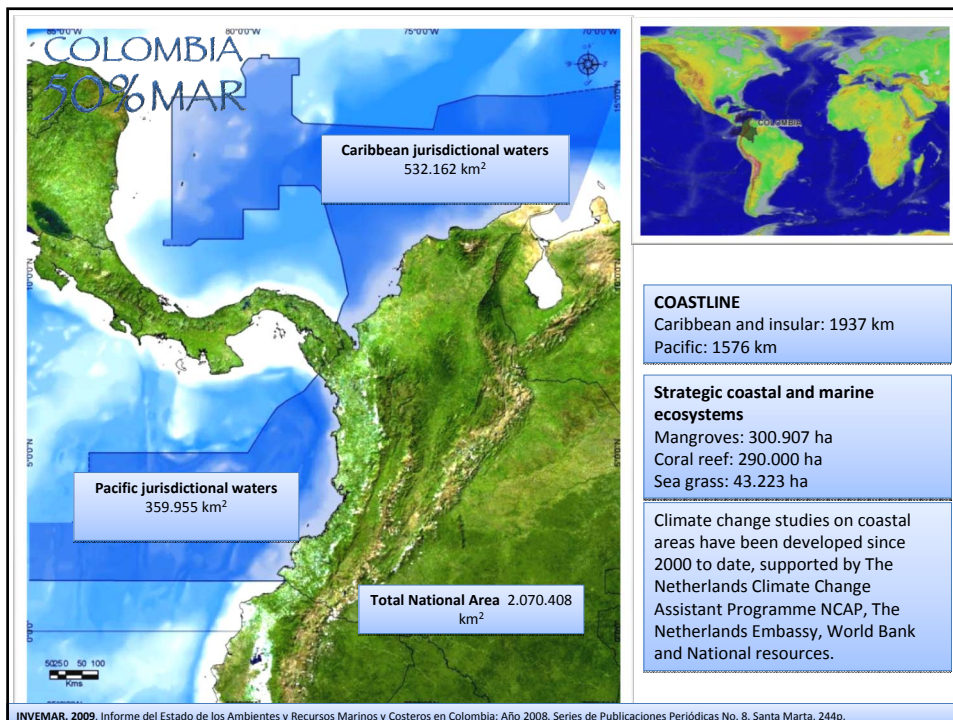 COLOMBIA
50% MAR
85°0'0"W
80°0'0"W
75°0'0"W
70°0'0"W
15°0'0"N
10°0'0"N
5°0'0"N
0°0'0"
Caribbean jurisdictional waters
532.162 km²
Pacific jurisdictional waters
359.955 km²
Total National Area 2.070.408
km²
5025 0 50 100
Kms
COLOMBIA
COASTLINE
Caribbean and insular: 1937 km
Pacific: 1576 km
Strategic coastal and marine
ecosystems
Mangroves: 300.907 ha
Coral reef: 290.000 ha
Sea grass: 43.223 ha
Climate change studies on coastal
areas have been developed since
2000 to date, supported by The
Netherlands Climate Change
Assistant Programme NCAP, The
Netherlands Embassy, World Bank
and National resources.
INVEMAR. 2009. Informe del Estado de los Ambientes y Recursos Marinos y Costeros en Colombia: Año 2008. Series de Publicaciones Periódicas No. 8. Santa Marta. 244p.